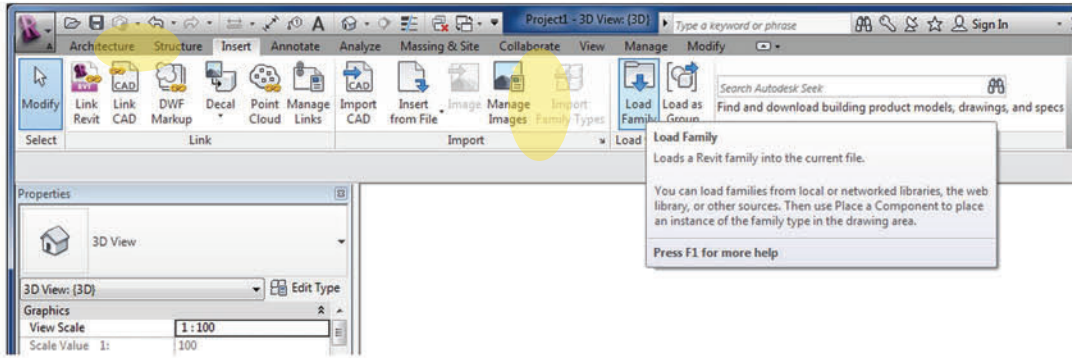 Project1 - 3D View: {3D}
Type a keyword or phrase
Sign In
Architecture Structure Insert Annotate Analyze Massing & Site Collaborate View Manage Modify
Modify
Link Revit
Link CAD
DWF Markup
Decal
Point Cloud
Manage Links
Import CAD
Insert from File
Image
Manage Images
Import Family Types
Load Family
Load as Group
Search Autodesk Seek
Find and download building product models, drawings, and specs
Select Link Import Load
Load Family
Loads a Revit family into the current file.
You can load families from local or networked libraries, the web
library, or other sources. Then use Place a Component to place
an instance of the family type in the drawing area.
Press F1 for more help
Properties
3D View
3D View: {3D} Edit Type
Graphics
View Scale 1 : 100
Scale Value 1: 100